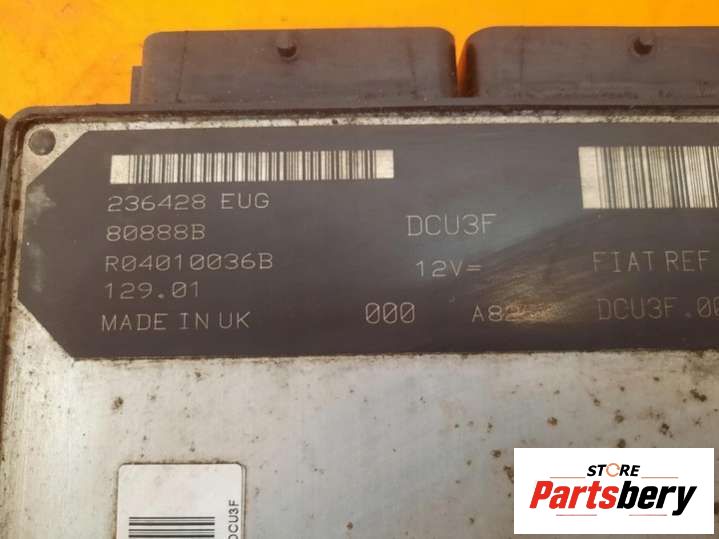 236428 EUG
80888B
R04010036B
129.01
MADE IN UK
DCU3F
12V=
000
FIAT REF
DCU3F
STORE
Partsbery